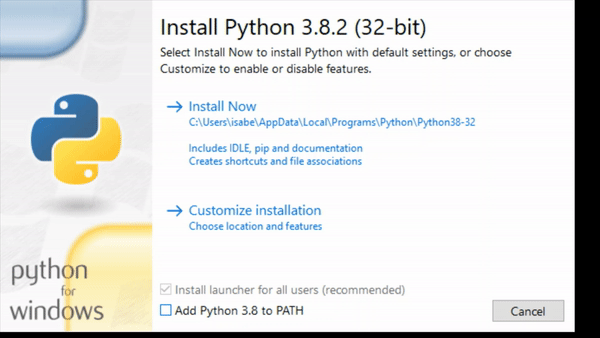 Install Python 3.8.2 (32-bit)
Select Install Now to install Python with default settings, or choose
Customize to enable or disable features.
Install Now
C:\Users\isabe\AppData\Local\Programs\Python\Python38-32
Includes IDLE, pip and documentation
Creates shortcuts and file associations
Customize installation
Choose location and features
python
for
windows
Install launcher for all users (recommended)
Add Python 3.8 to PATH
Cancel